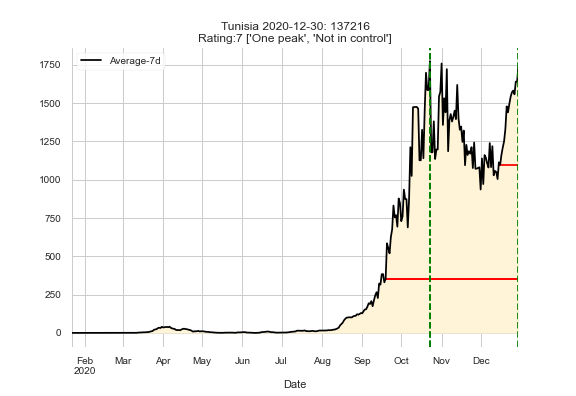 Tunisia 2020-12-30: 137216
Rating:7 ['One peak', 'Not in control']
Average-7d
1750
1500
1250
1000
750
500
250
0
Feb Mar Apr May Jun Jul Aug Sep Oct Nov Dec
2020
Date